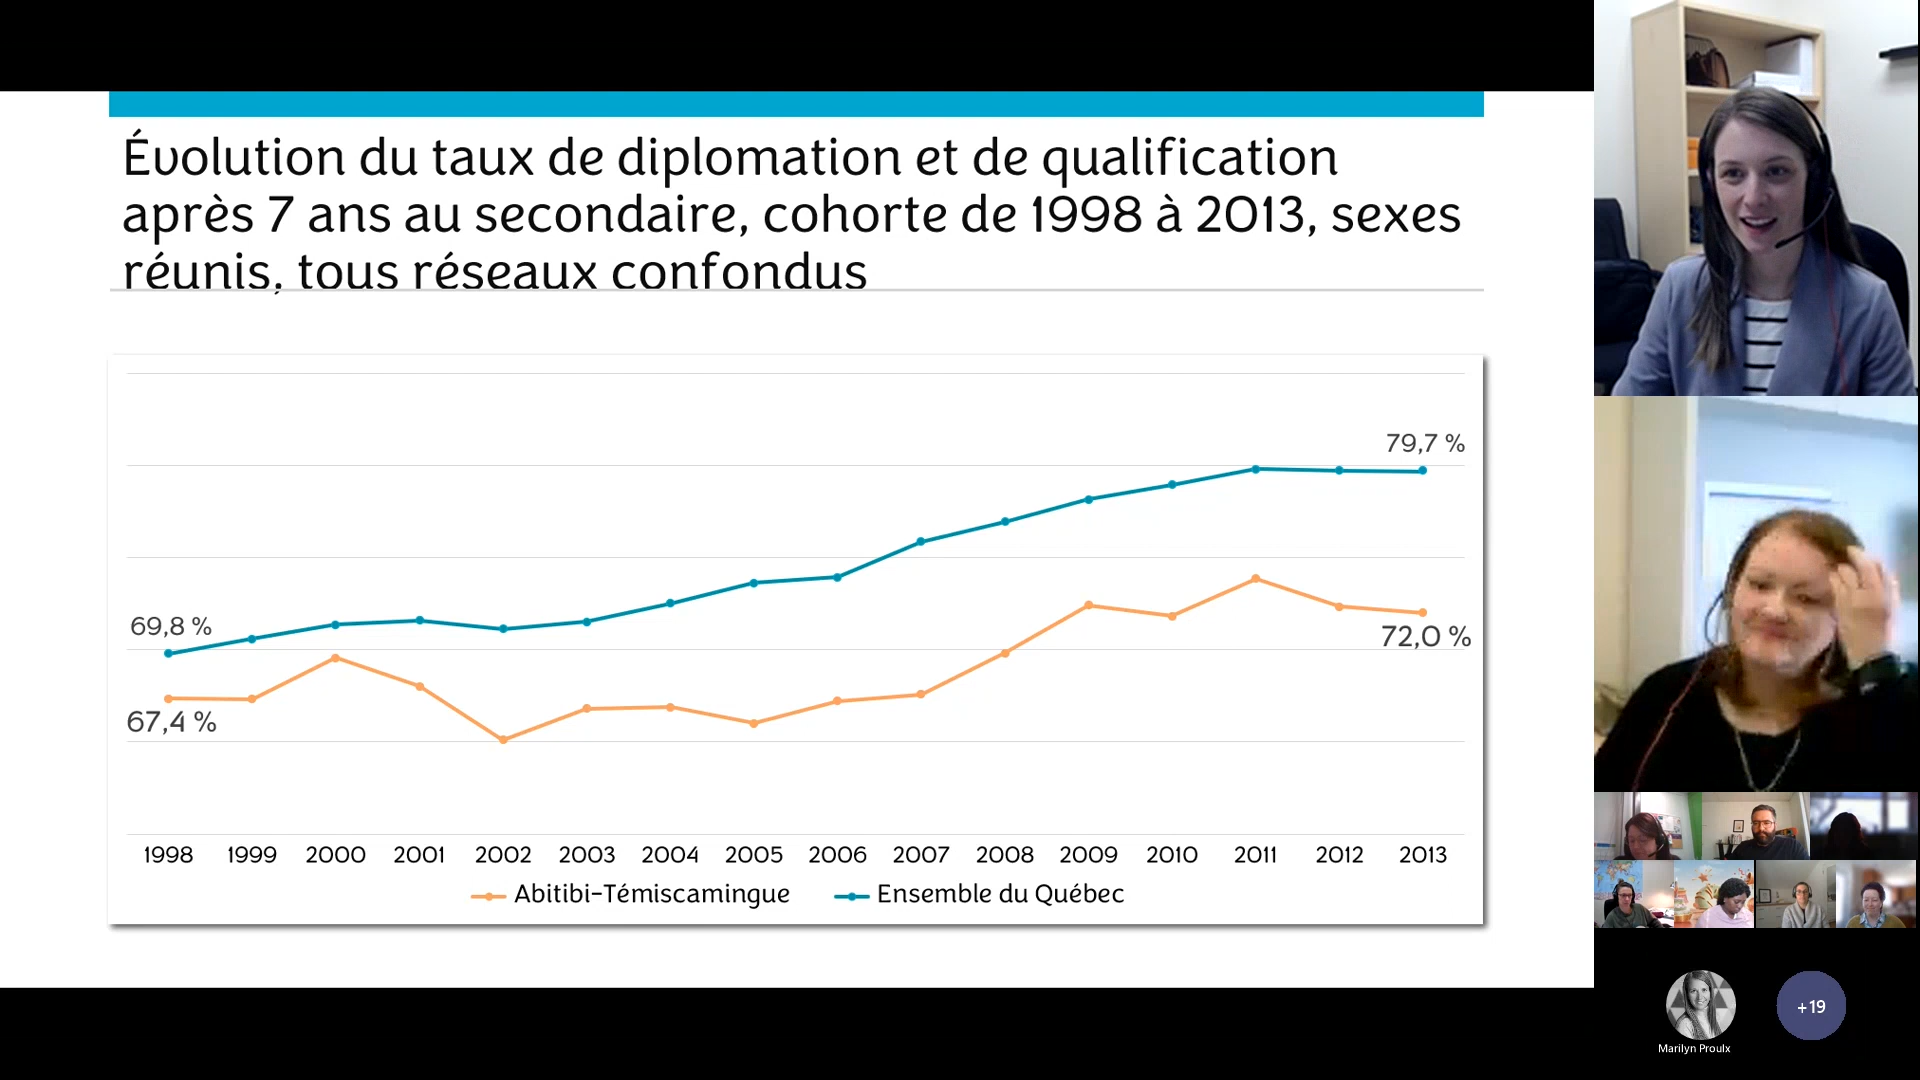 Évolution du taux de diplomation et de qualification
après 7 ans au secondaire, cohorte de 1998 à 2013, sexes
réunis, tous réseaux confondus
79,7 %
69,8 %
72,0 %
67,4 %
1998 1999 2000 2001 2002 2003 2004 2005 2006 2007 2008 2009 2010 2011 2012 2013
Abitibi-Témiscamingue Ensemble du Québec
+19
Marilyn Proulx